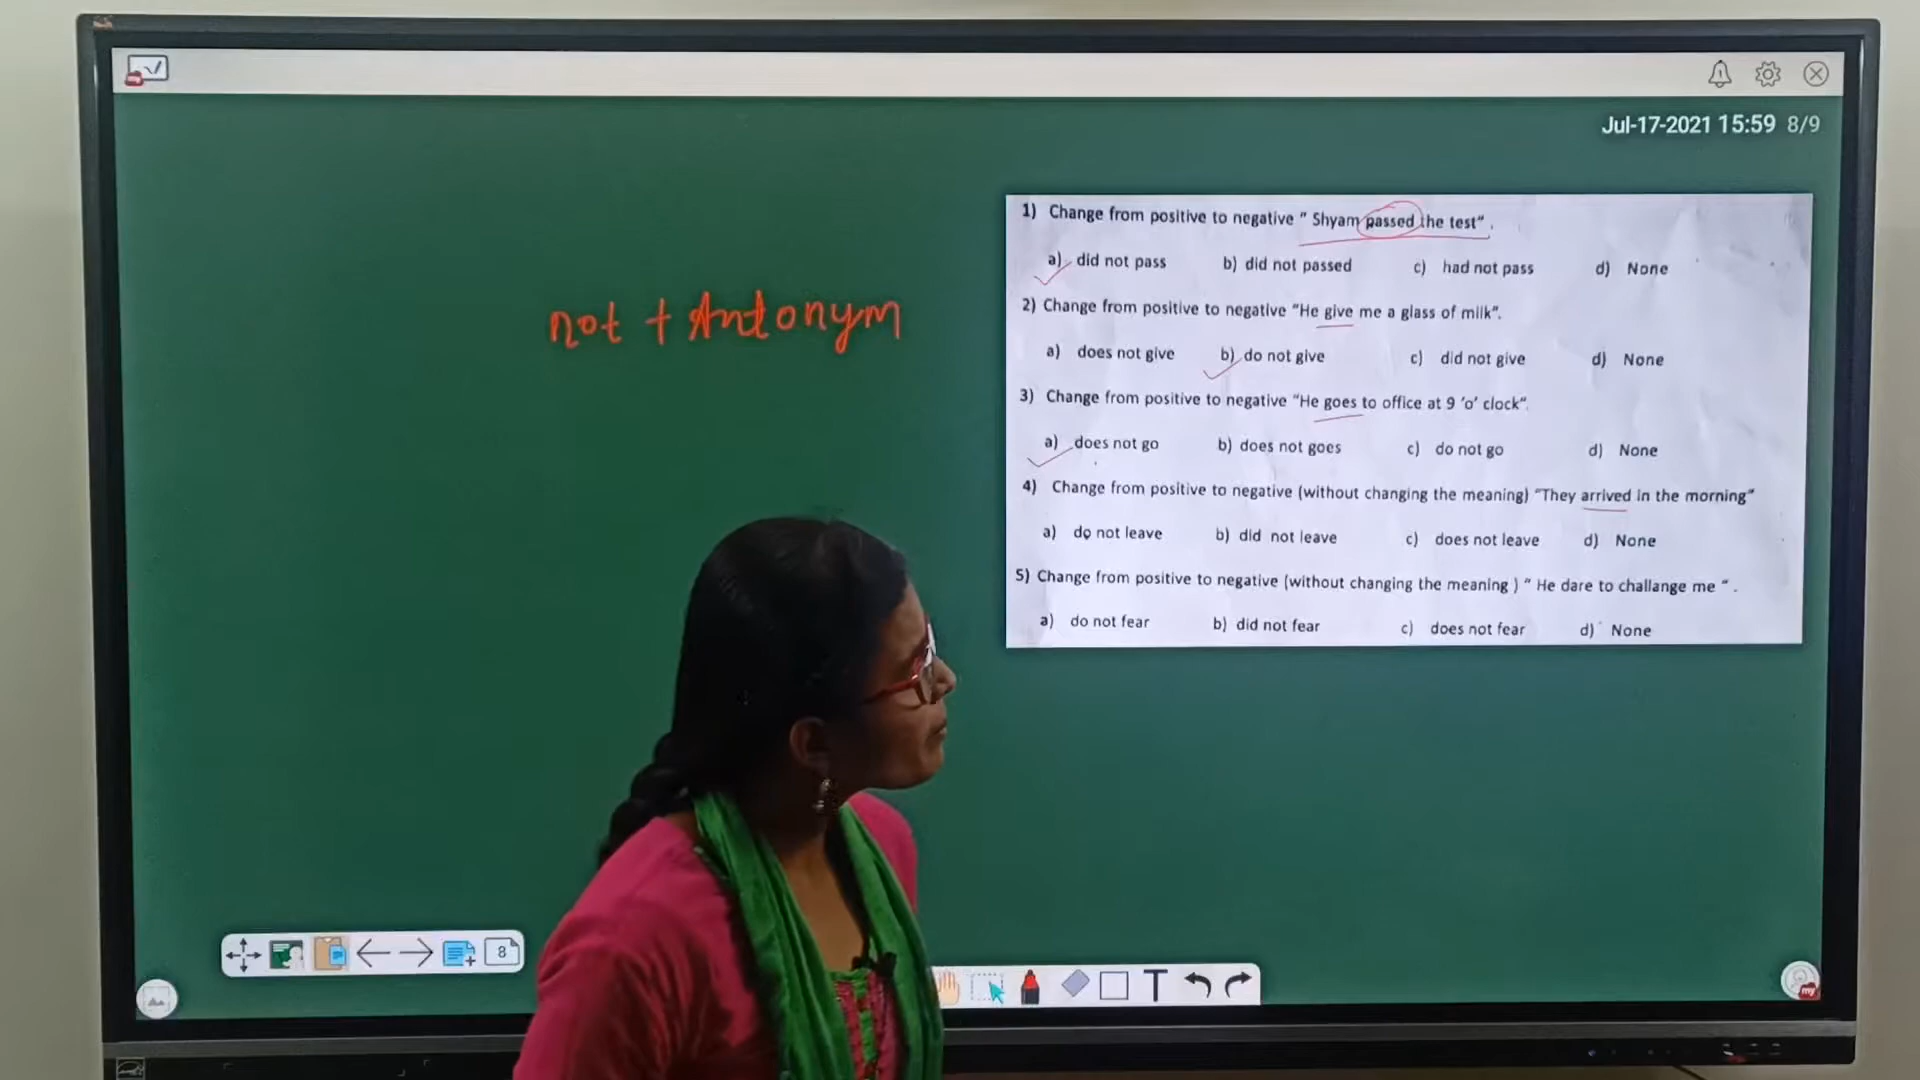 Jul-17-2021 15:59 8/9
not + Antonym
1) Change from positive to negative " Shyam passed the test" .
a) did not pass b) did not passed c) had not pass d) None
2) Change from positive to negative "He give me a glass of milk".
a) does not give b) do not give c) did not give d) None
3) Change from positive to negative "He goes to office at 9 'o' clock".
a) does not go b) does not goes c) do not go d) None
4) Change from positive to negative (without changing the meaning) "They arrived in the morning"
a) do not leave b) did not leave c) does not leave d) None
5) Change from positive to negative (without changing the meaning ) " He dare to challange me " .
a) do not fear b) did not fear c) does not fear d) None
8
T
my